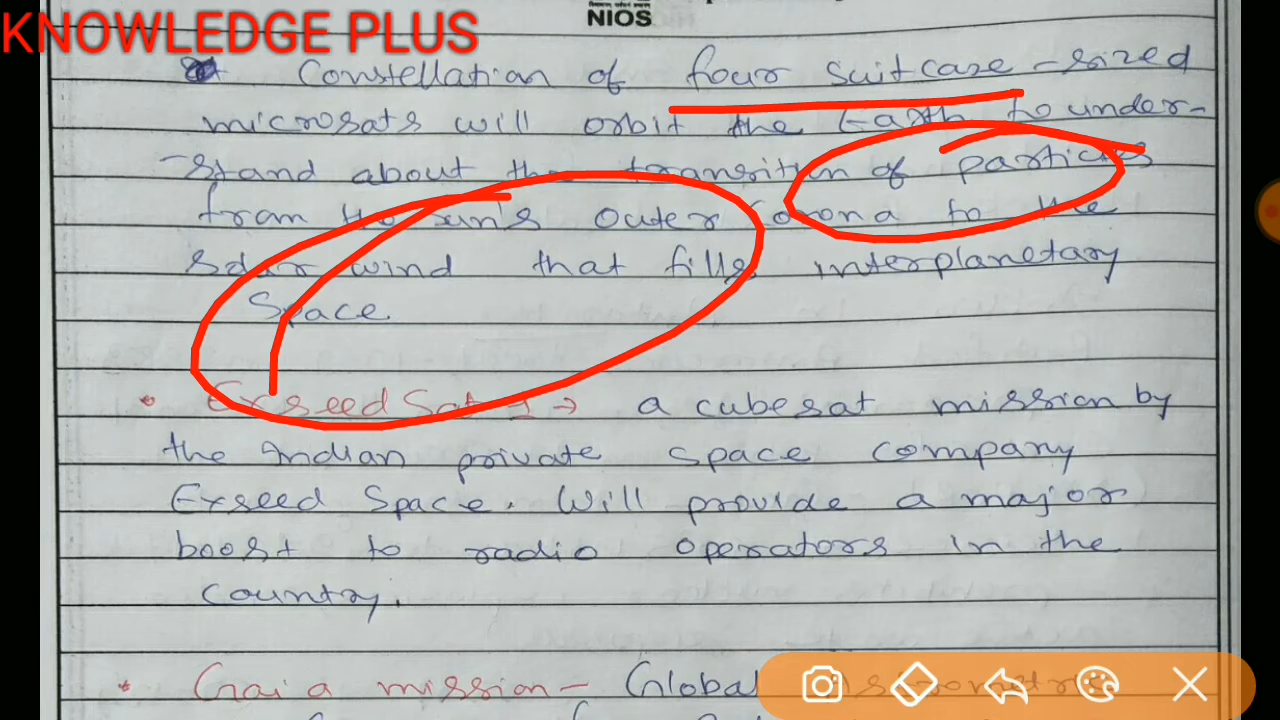 NIOS
KNOWLEDGE PLUS
Constellation of four suitcase-sized
microsats will orbit the Earth to under-
stand about the transition of particles
from the sun's outer corona to the
solar wind that fills interplanetary
Space.
• Exseed Sat 1 → a cubesat mission by
the Indian private space company
Exseed Space. Will provide a major
boost to radio operators in the
country.
* Gaia mission - Global